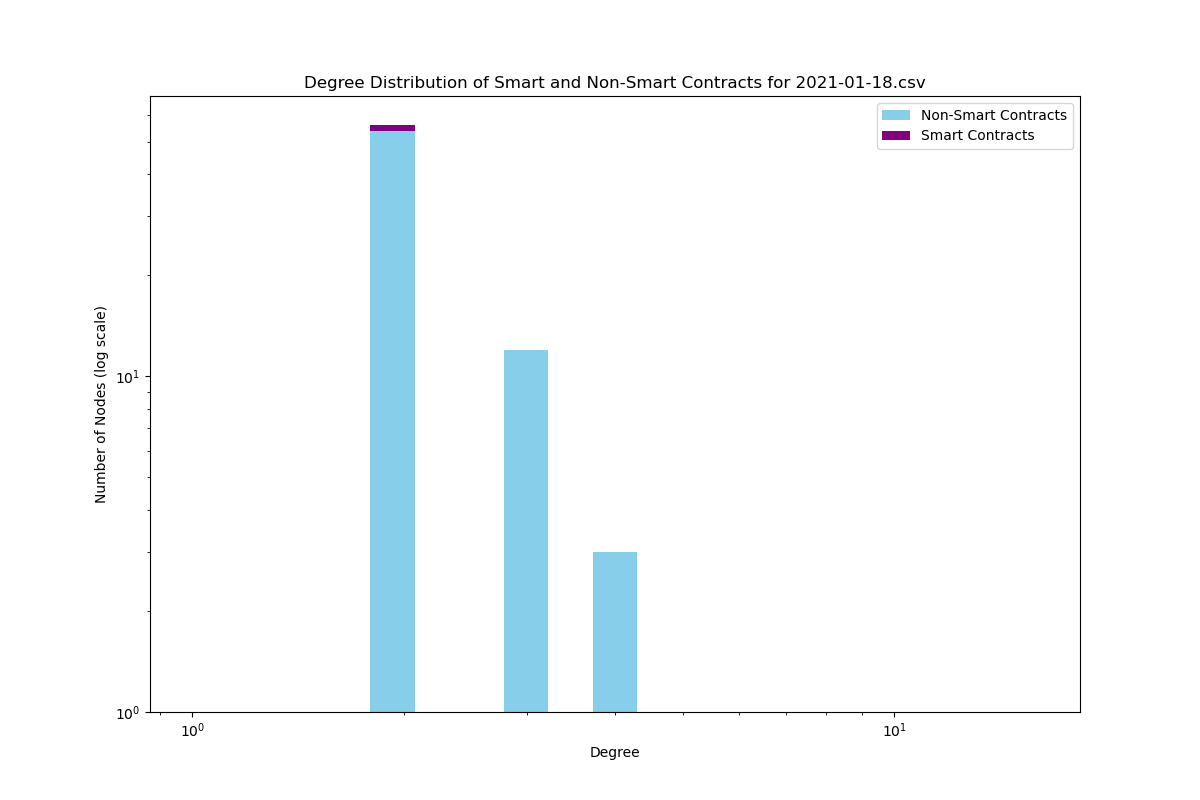 Degree Distribution of Smart and Non-Smart Contracts for 2021-01-18.csv
Non-Smart Contracts
Smart Contracts
Number of Nodes (log scale)
10¹
10⁰
10⁰ 10¹
Degree